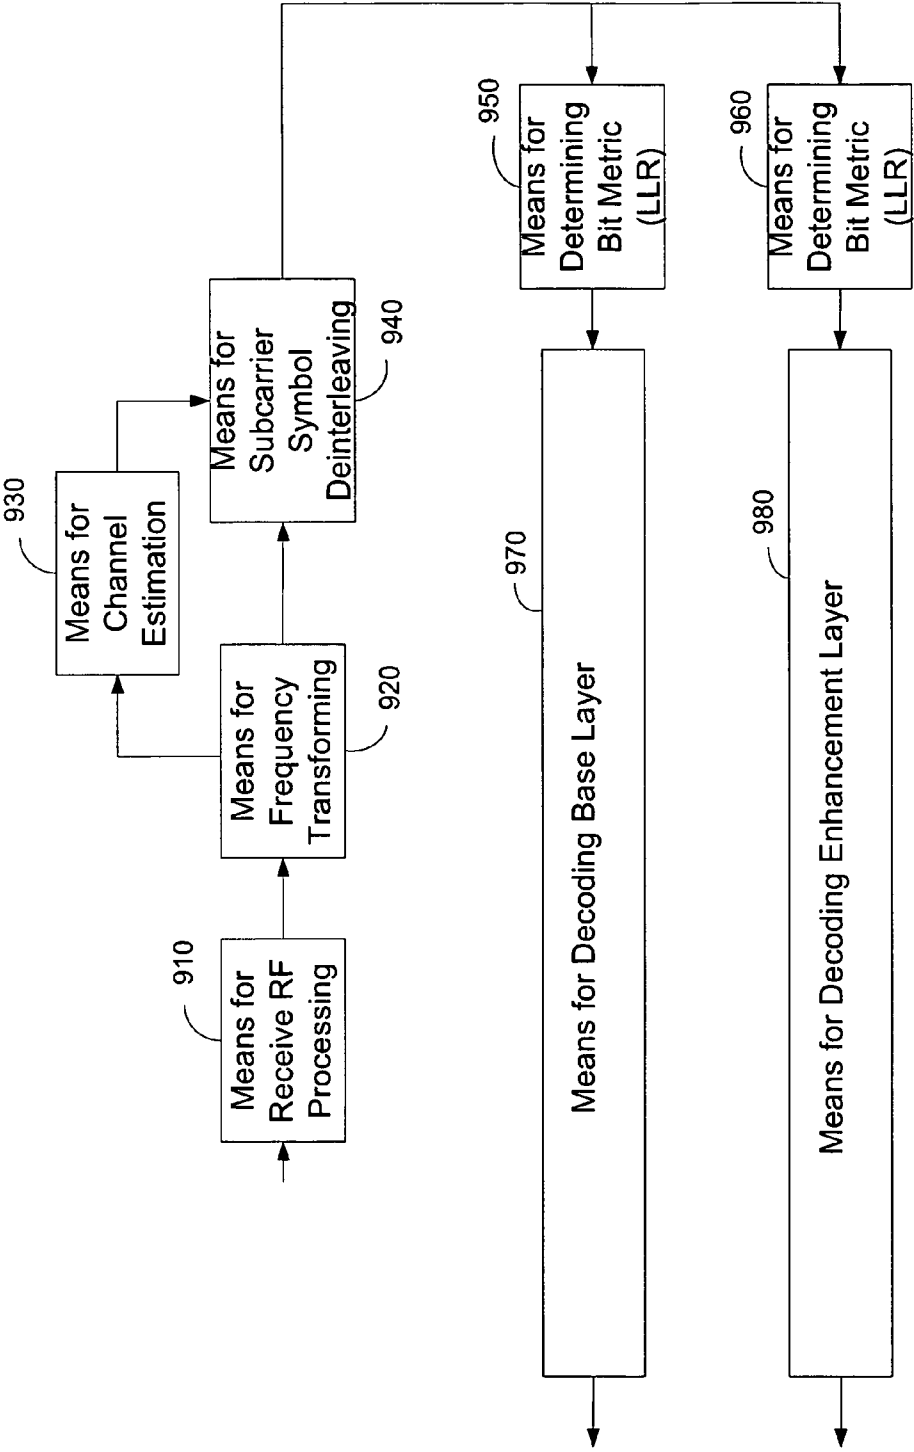 910
Means for
Receive RF
Processing
920
Means for
Frequency
Transforming
930
Means for
Channel
Estimation
940
Means for
Subcarrier
Symbol
Deinterleaving
950
Means for
Determining
Bit Metric
(LLR)
970
Means for Decoding Base Layer
960
Means for
Determining
Bit Metric
(LLR)
980
Means for Decoding Enhancement Layer